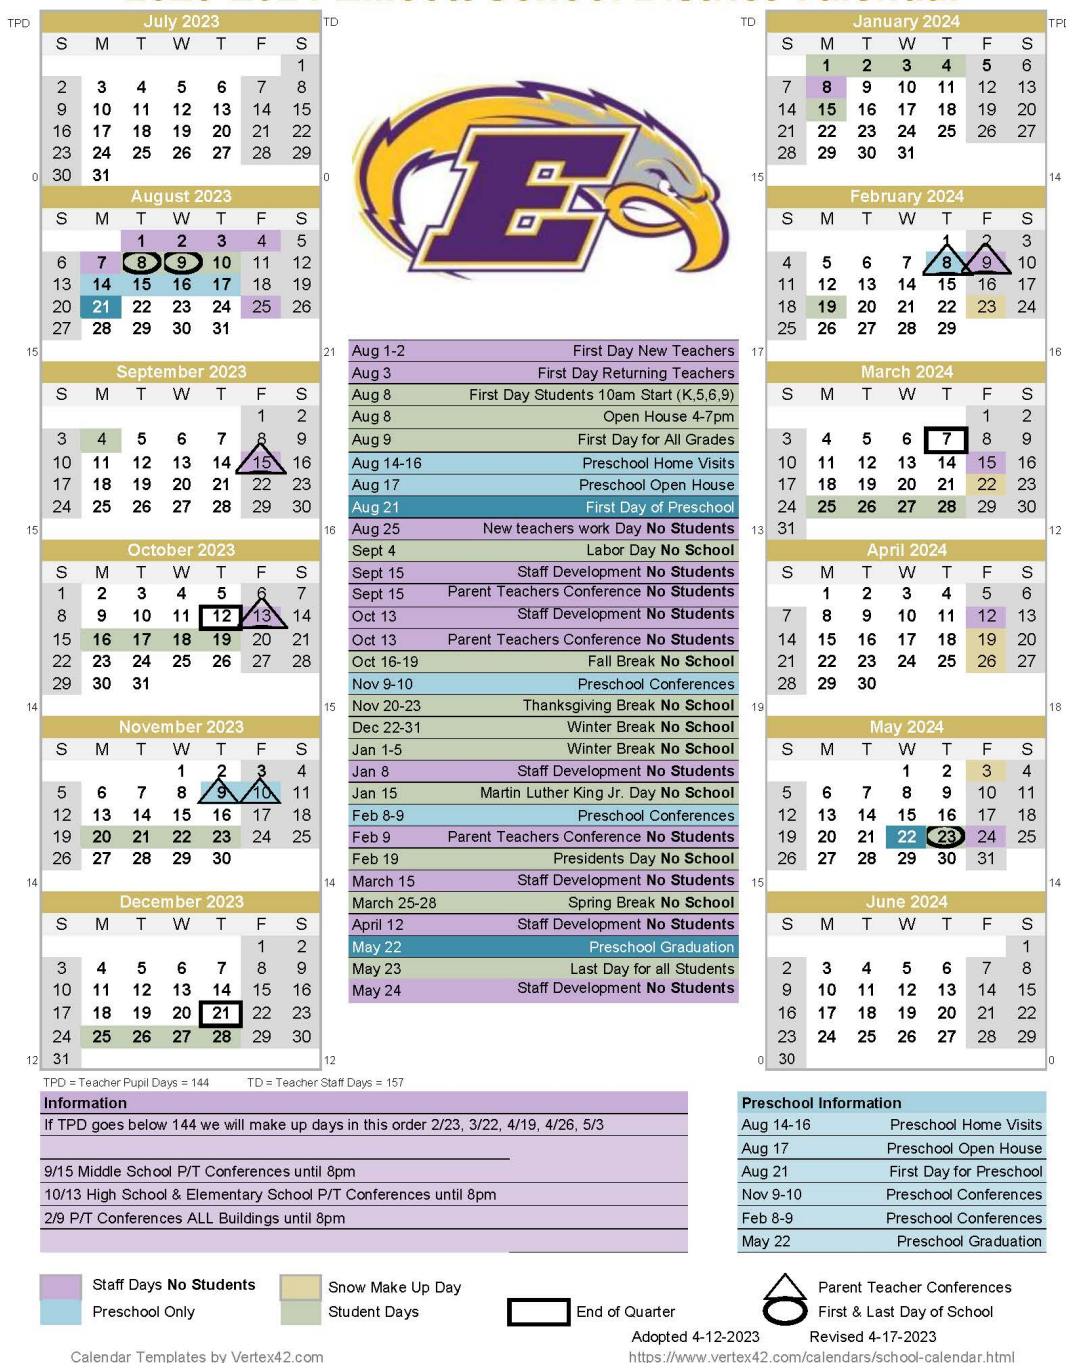 TPD
TD
July 2023
S M T W T F S
1
2 3 4 5 6 7 8
9 10 11 12 13 14 15
16 17 18 19 20 21 22
23 24 25 26 27 28 29
0 30 31 0
August 2023
S M T W T F S
1 2 3 4 5
6 7 8 9 10 11 12
13 14 15 16 17 18 19
20 21 22 23 24 25 26
27 28 29 30 31
15 21
September 2023
S M T W T F S
1 2
3 4 5 6 7 8 9
10 11 12 13 14 15 16
17 18 19 20 21 22 23
24 25 26 27 28 29 30
15 16
October 2023
S M T W T F S
1 2 3 4 5 6 7
8 9 10 11 12 13 14
15 16 17 18 19 20 21
22 23 24 25 26 27 28
29 30 31
14 15
November 2023
S M T W T F S
1 2 3 4
5 6 7 8 9 10 11
12 13 14 15 16 17 18
19 20 21 22 23 24 25
26 27 28 29 30
14 14
December 2023
S M T W T F S
1 2
3 4 5 6 7 8 9
10 11 12 13 14 15 16
17 18 19 20 21 22 23
24 25 26 27 28 29 30
12 31 12
E
Aug 1-2 First Day New Teachers
Aug 3 First Day Returning Teachers
Aug 8 First Day Students 10am Start (K,5,6,9)
Aug 8 Open House 4-7pm
Aug 9 First Day for All Grades
Aug 14-16 Preschool Home Visits
Aug 17 Preschool Open House
Aug 21 First Day of Preschool
Aug 25 New teachers work Day No Students
Sept 4 Labor Day No School
Sept 15 Staff Development No Students
Sept 15 Parent Teachers Conference No Students
Oct 13 Staff Development No Students
Oct 13 Parent Teachers Conference No Students
Oct 16-19 Fall Break No School
Nov 9-10 Preschool Conferences
Nov 20-23 Thanksgiving Break No School
Dec 22-31 Winter Break No School
Jan 1-5 Winter Break No School
Jan 8 Staff Development No Students
Jan 15 Martin Luther King Jr. Day No School
Feb 8-9 Preschool Conferences
Feb 9 Parent Teachers Conference No Students
Feb 19 Presidents Day No School
March 15 Staff Development No Students
March 25-28 Spring Break No School
April 12 Staff Development No Students
May 22 Preschool Graduation
May 23 Last Day for all Students
May 24 Staff Development No Students
TD
TPD
January 2024
S M T W T F S
1 2 3 4 5 6
7 8 9 10 11 12 13
14 15 16 17 18 19 20
21 22 23 24 25 26 27
28 29 30 31
15 14
February 2024
S M T W T F S
1 2 3
4 5 6 7 8 9 10
11 12 13 14 15 16 17
18 19 20 21 22 23 24
25 26 27 28 29
17 16
March 2024
S M T W T F S
1 2
3 4 5 6 7 8 9
10 11 12 13 14 15 16
17 18 19 20 21 22 23
24 25 26 27 28 29 30
13 31 12
April 2024
S M T W T F S
1 2 3 4 5 6
7 8 9 10 11 12 13
14 15 16 17 18 19 20
21 22 23 24 25 26 27
28 29 30
19 18
May 2024
S M T W T F S
1 2 3 4
5 6 7 8 9 10 11
12 13 14 15 16 17 18
19 20 21 22 23 24 25
26 27 28 29 30 31
15 14
June 2024
S M T W T F S
1
2 3 4 5 6 7 8
9 10 11 12 13 14 15
16 17 18 19 20 21 22
23 24 25 26 27 28 29
0 30 0
TPD = Teacher Pupil Days = 144 TD = Teacher Staff Days = 157
Information
If TPD goes below 144 we will make up days in this order 2/23, 3/22, 4/19, 4/26, 5/3
9/15 Middle School P/T Conferences until 8pm
10/13 High School & Elementary School P/T Conferences until 8pm
2/9 P/T Conferences ALL Buildings until 8pm
Preschool Information
Aug 14-16 Preschool Home Visits
Aug 17 Preschool Open House
Aug 21 First Day for Preschool
Nov 9-10 Preschool Conferences
Feb 8-9 Preschool Conferences
May 22 Preschool Graduation
Staff Days No Students Snow Make Up Day Parent Teacher Conferences
Preschool Only Student Days End of Quarter First & Last Day of School
Adopted 4-12-2023 Revised 4-17-2023
Calendar Templates by Vertex42.com https://www.vertex42.com/calendars/school-calendar.html